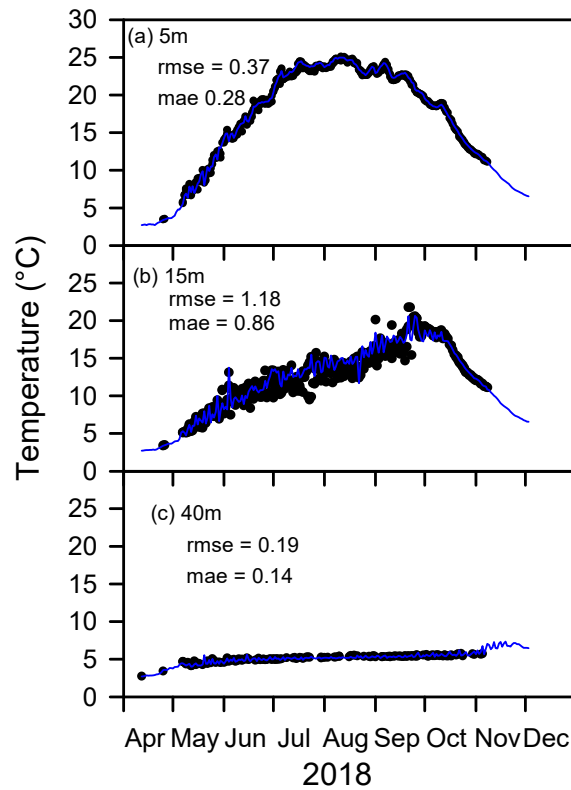 30
(a) 5m
25
rmse = 0.37
20
mae 0.28
15
10
5
0
Temperature (°C)
25
(b) 15m
rmse = 1.18
20
mae = 0.86
15
10
5
0
25
(c) 40m
20
rmse = 0.19
15
mae = 0.14
10
5
0
Apr May Jun Jul Aug Sep Oct Nov Dec
2018